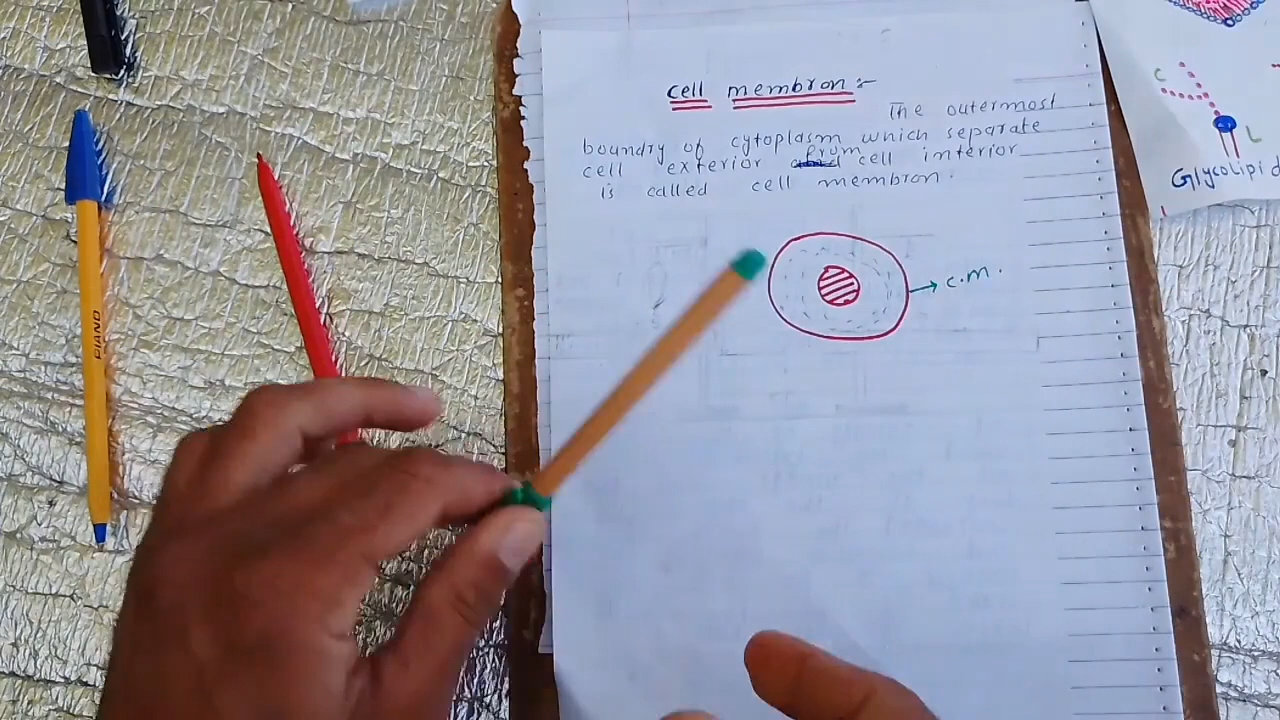 cell membron :-
The outermost
boundry of cytoplasm which separate
from
cell exterior cell interior
is called cell membron.
→ c.m.
PIANO
C
L
Glycolipid